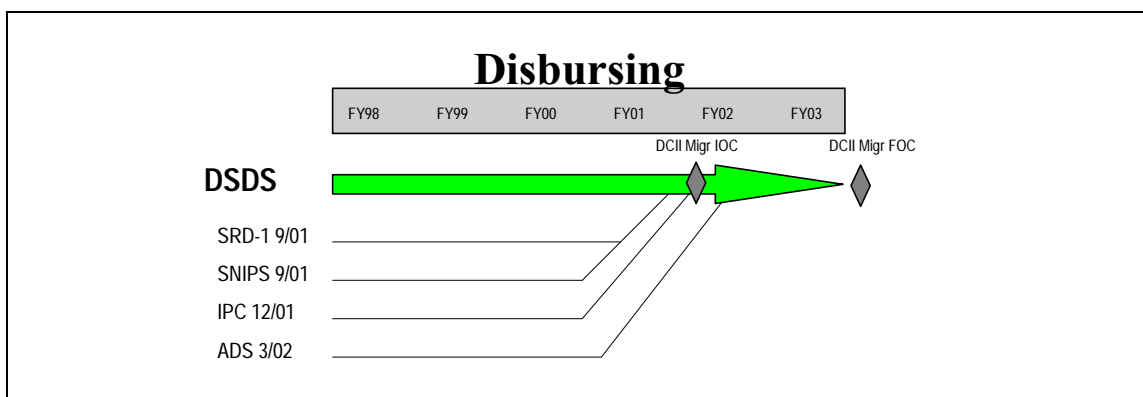 Disbursing
FY98 FY99 FY00 FY01 FY02 FY03
DCII Migr IOC DCII Migr FOC
DSDS
SRD-1 9/01
SNIPS 9/01
IPC 12/01
ADS 3/02